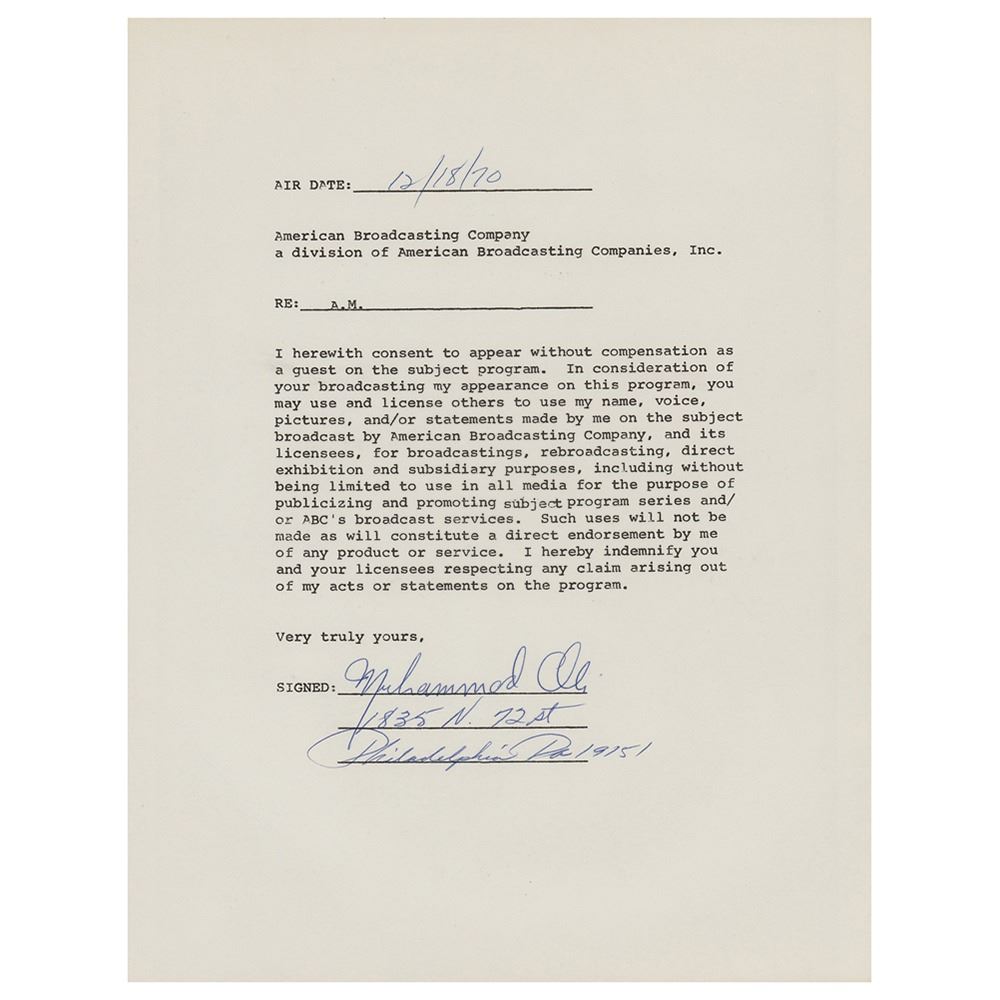 AIR DATE: 12/18/70
American Broadcasting Company
a division of American Broadcasting Companies, Inc.
RE: A.M.
I herewith consent to appear without compensation as
a guest on the subject program. In consideration of
your broadcasting my appearance on this program, you
may use and license others to use my name, voice,
pictures, and/or statements made by me on the subject
broadcast by American Broadcasting Company, and its
licensees, for broadcastings, rebroadcasting, direct
exhibition and subsidiary purposes, including without
being limited to use in all media for the purpose of
publicizing and promoting subject program series and/
or ABC's broadcast services. Such uses will not be
made as will constitute a direct endorsement by me
of any product or service. I hereby indemnify you
and your licensees respecting any claim arising out
of my acts or statements on the program.
Very truly yours,
SIGNED: Muhammad Ali
1835 N. 72 st
Philadelphia Pa 19151